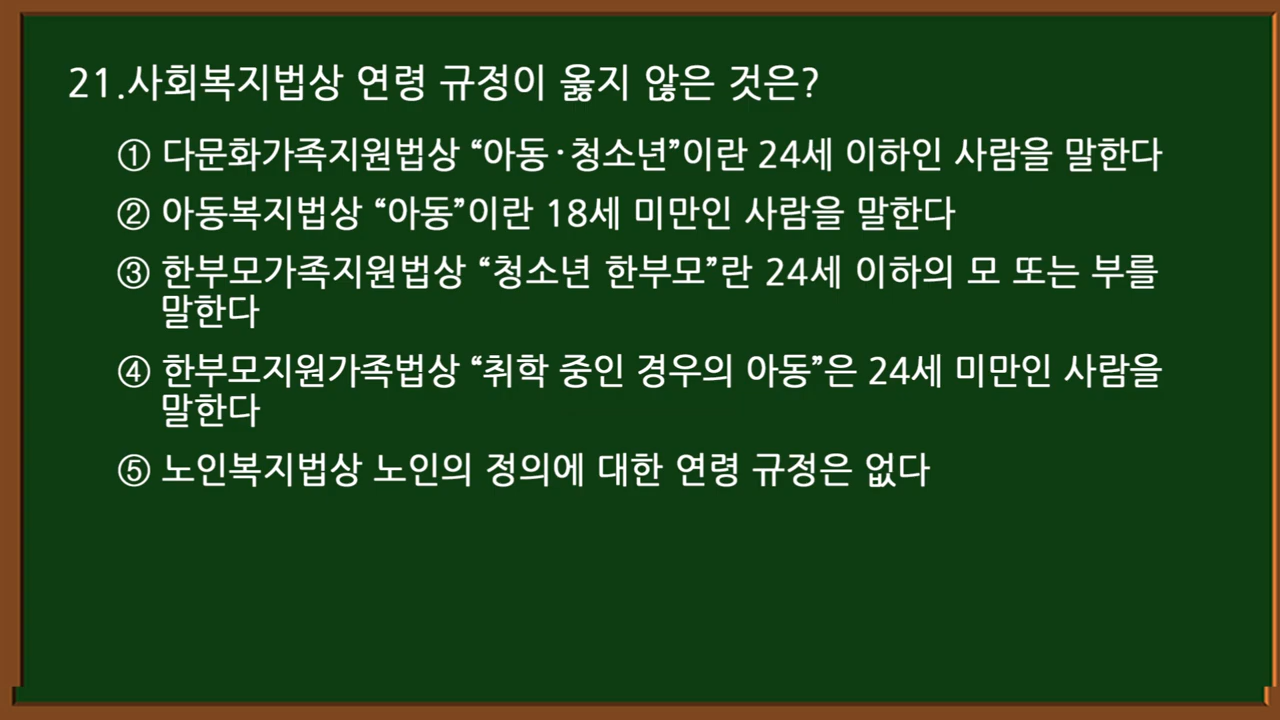 21.사회복지법상 연령 규정이 옳지 않은 것은?
① 다문화가족지원법상 “아동·청소년”이란 24세 이하인 사람을 말한다
② 아동복지법상 “아동”이란 18세 미만인 사람을 말한다
③ 한부모가족지원법상 “청소년 한부모”란 24세 이하의 모 또는 부를
말한다
④ 한부모지원가족법상 “취학 중인 경우의 아동”은 24세 미만인 사람을
말한다
⑤ 노인복지법상 노인의 정의에 대한 연령 규정은 없다